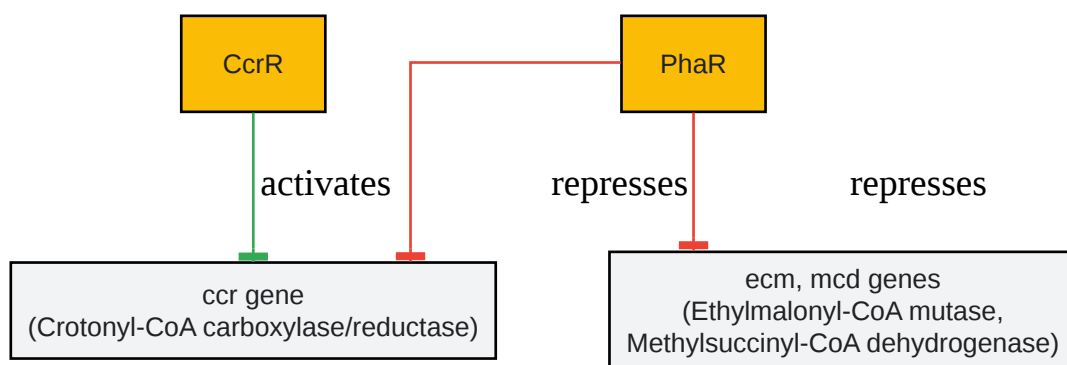 CcrR
PhaR
activates
represses
represses
ccr gene
(Crotonyl-CoA carboxylase/reductase)
ecm, mcd genes
(Ethylmalonyl-CoA mutase,
Methylsuccinyl-CoA dehydrogenase)